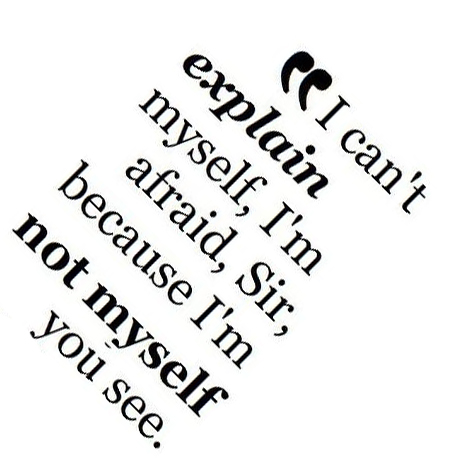 “I can't
explain
myself, I'm
afraid, Sir,
because I'm
not myself
you see.